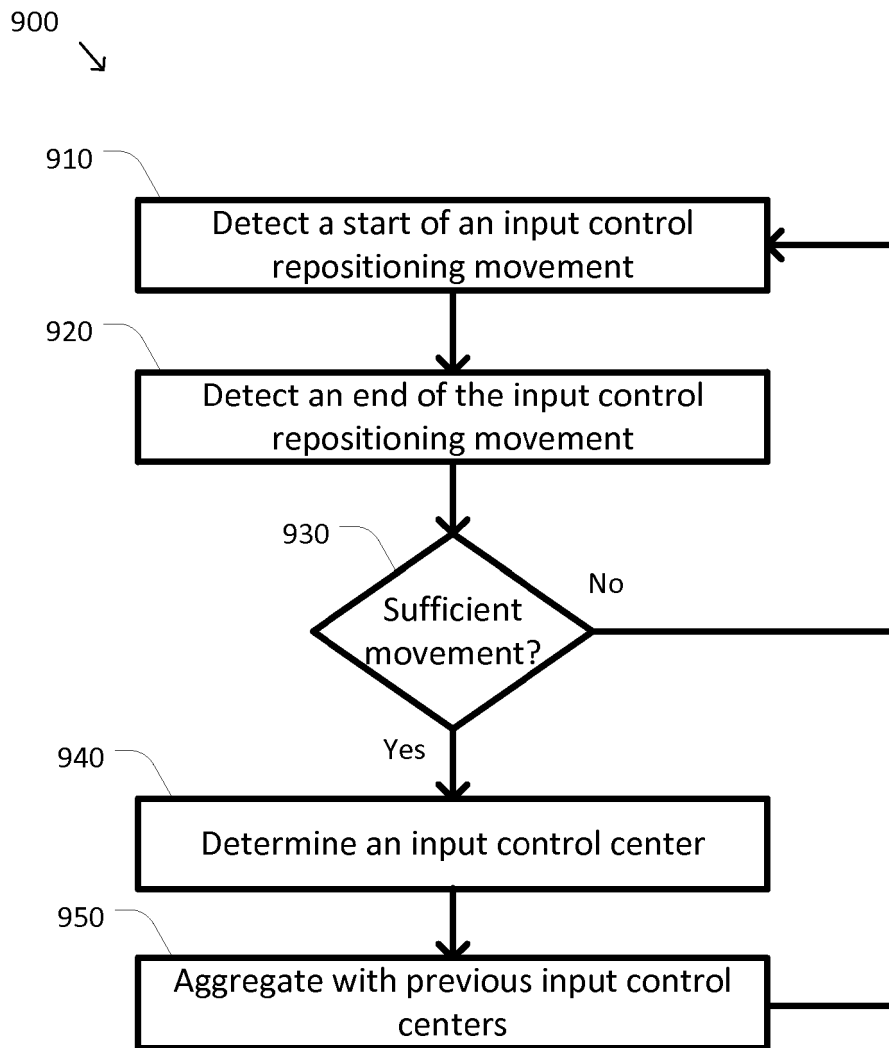 900
910
Detect a start of an input control
repositioning movement
920
Detect an end of the input control
repositioning movement
930
Sufficient
movement?
No
Yes
940
Determine an input control center
950
Aggregate with previous input control
centers